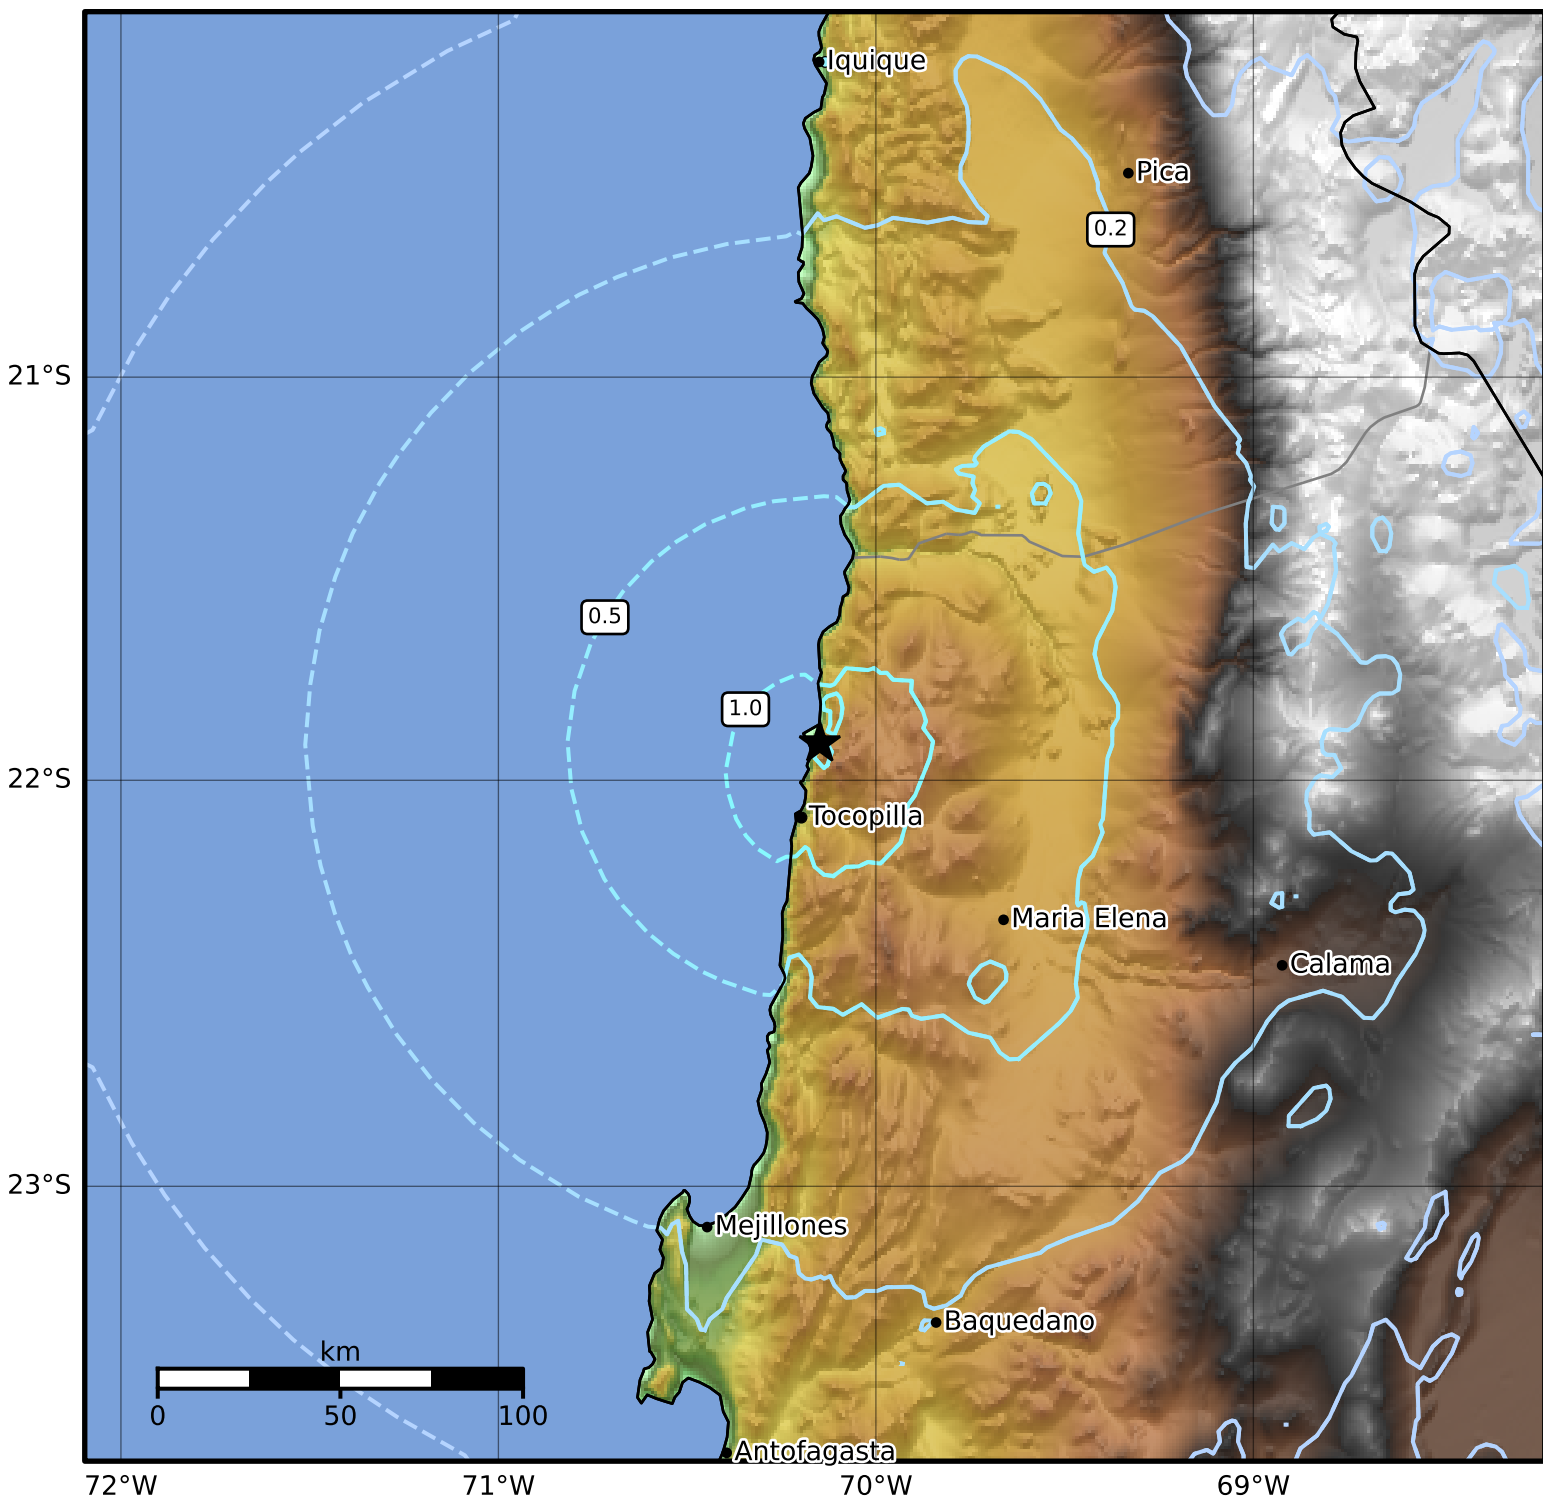 Iquique
Pica
0.2
21°S
0.5
1.0
22°S
Tocopilla
Maria Elena
Calama
23°S
Mejillones
Baquedano
km
0 50 100
Antofagasta
72°W 71°W 70°W 69°W